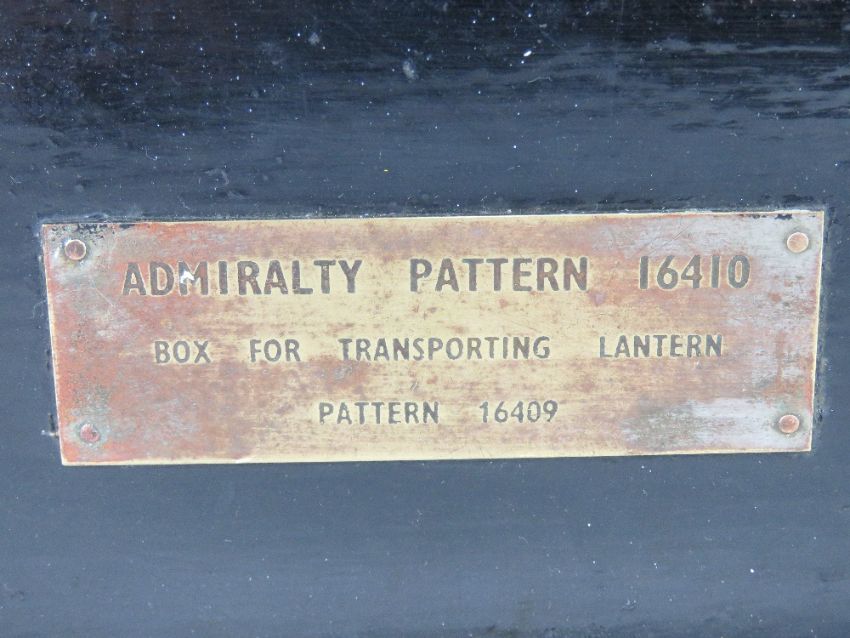 ADMIRALTY PATTERN 16410
BOX FOR TRANSPORTING LANTERN
PATTERN 16409